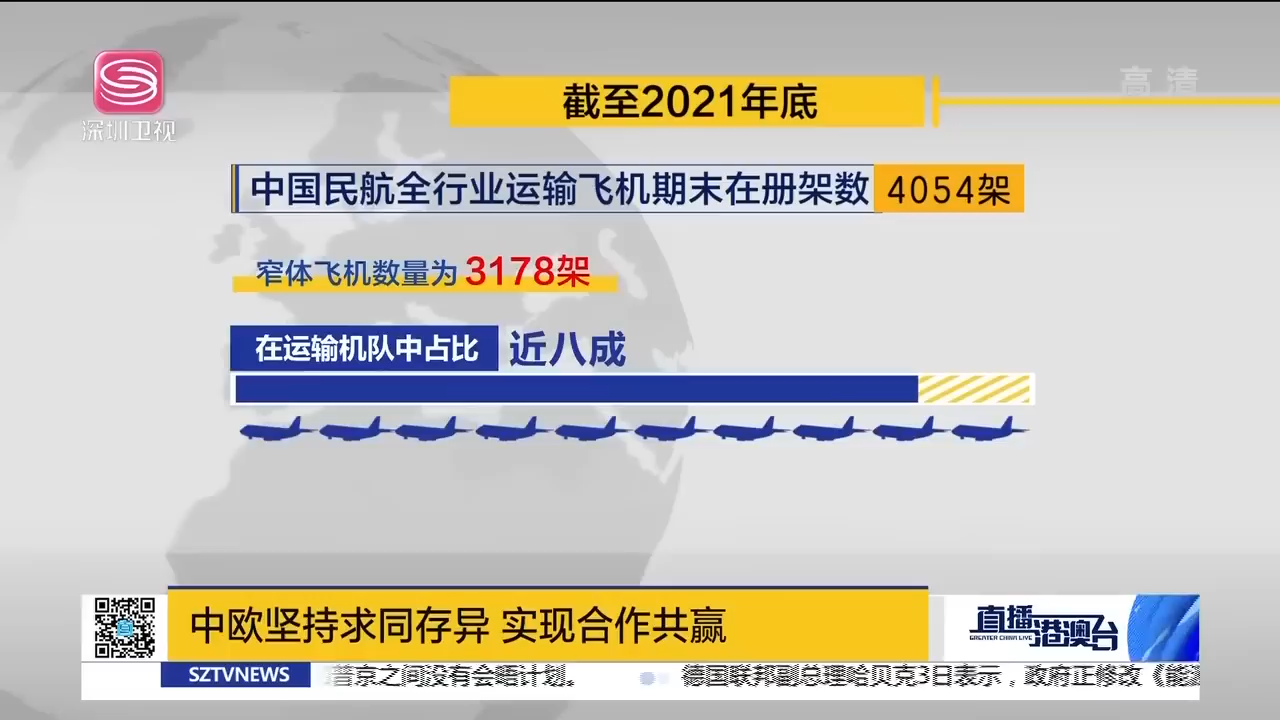 深圳卫视
高清
截至2021年底
中国民航全行业运输飞机期末在册架数 4054架
窄体飞机数量为 3178架
在运输机队中占比 近八成
中欧坚持求同存异 实现合作共赢
直播港澳台
GREATER CHINA LIVE
SZTVNEWS
普京之间没有会晤计划。 德国联邦副总理哈贝克3日表示，政府正修改《能源